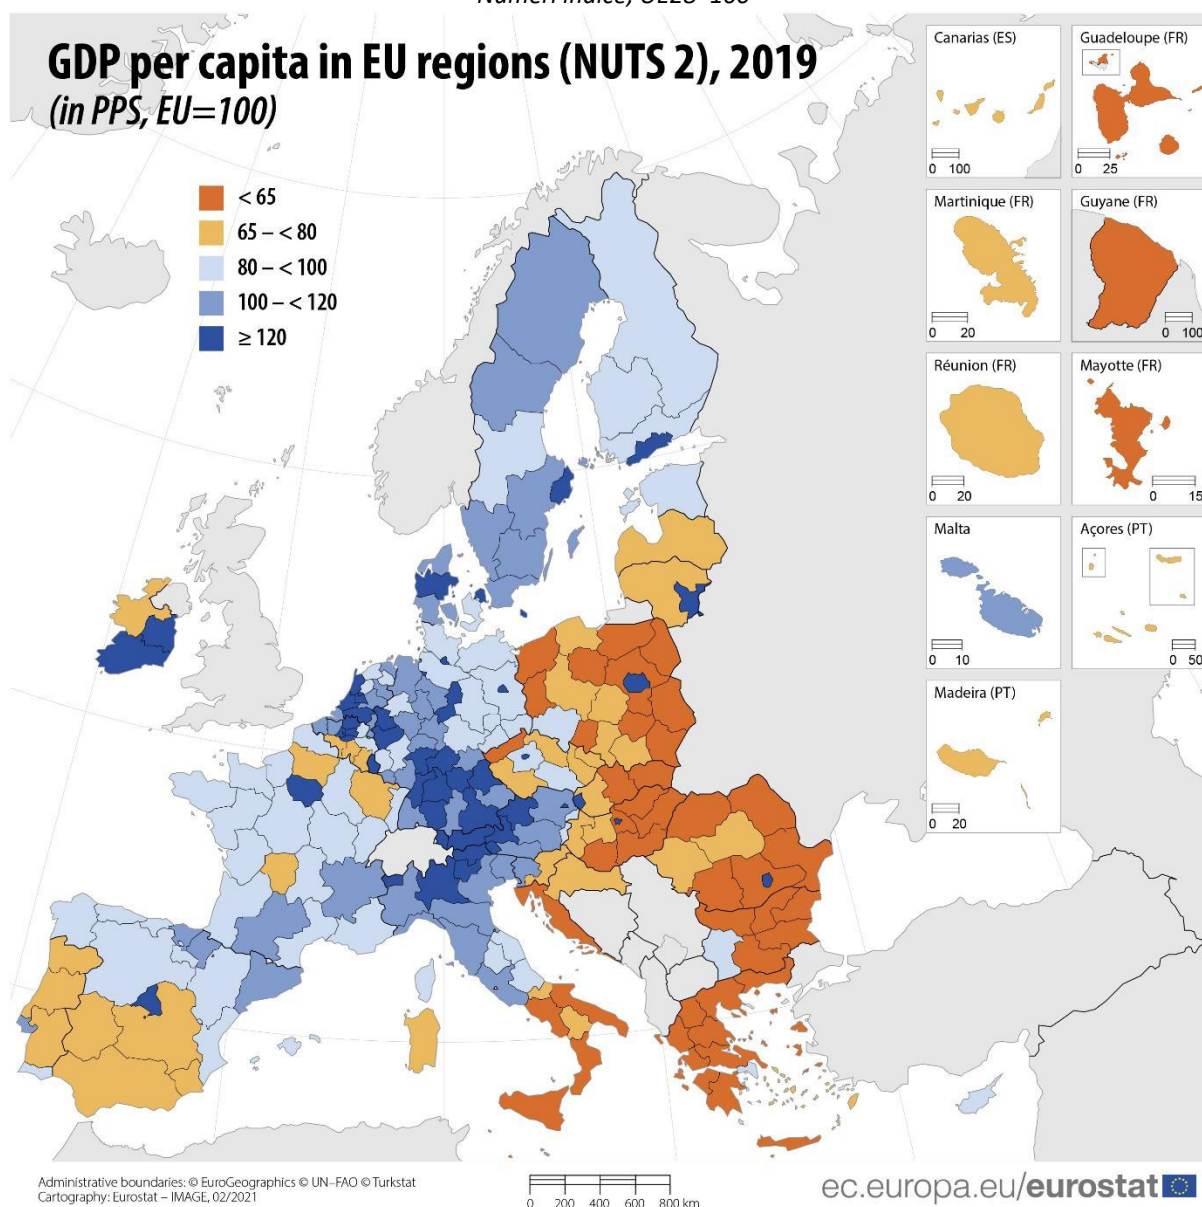 Numeri indice, UE28=100
GDP per capita in EU regions (NUTS 2), 2019
(in PPS, EU=100)
< 65
65 – < 80
80 – < 100
100 – < 120
≥ 120
Canarias (ES)
0 100
Guadeloupe (FR)
0 25
Martinique (FR)
0 20
Guyane (FR)
0 100
Réunion (FR)
0 20
Mayotte (FR)
0 15
Malta
0 10
Açores (PT)
0 50
Madeira (PT)
0 20
Administrative boundaries: © EuroGeographics © UN–FAO © Turkstat
Cartography: Eurostat – IMAGE, 02/2021
0 200 400 600 800 km
ec.europa.eu/eurostat